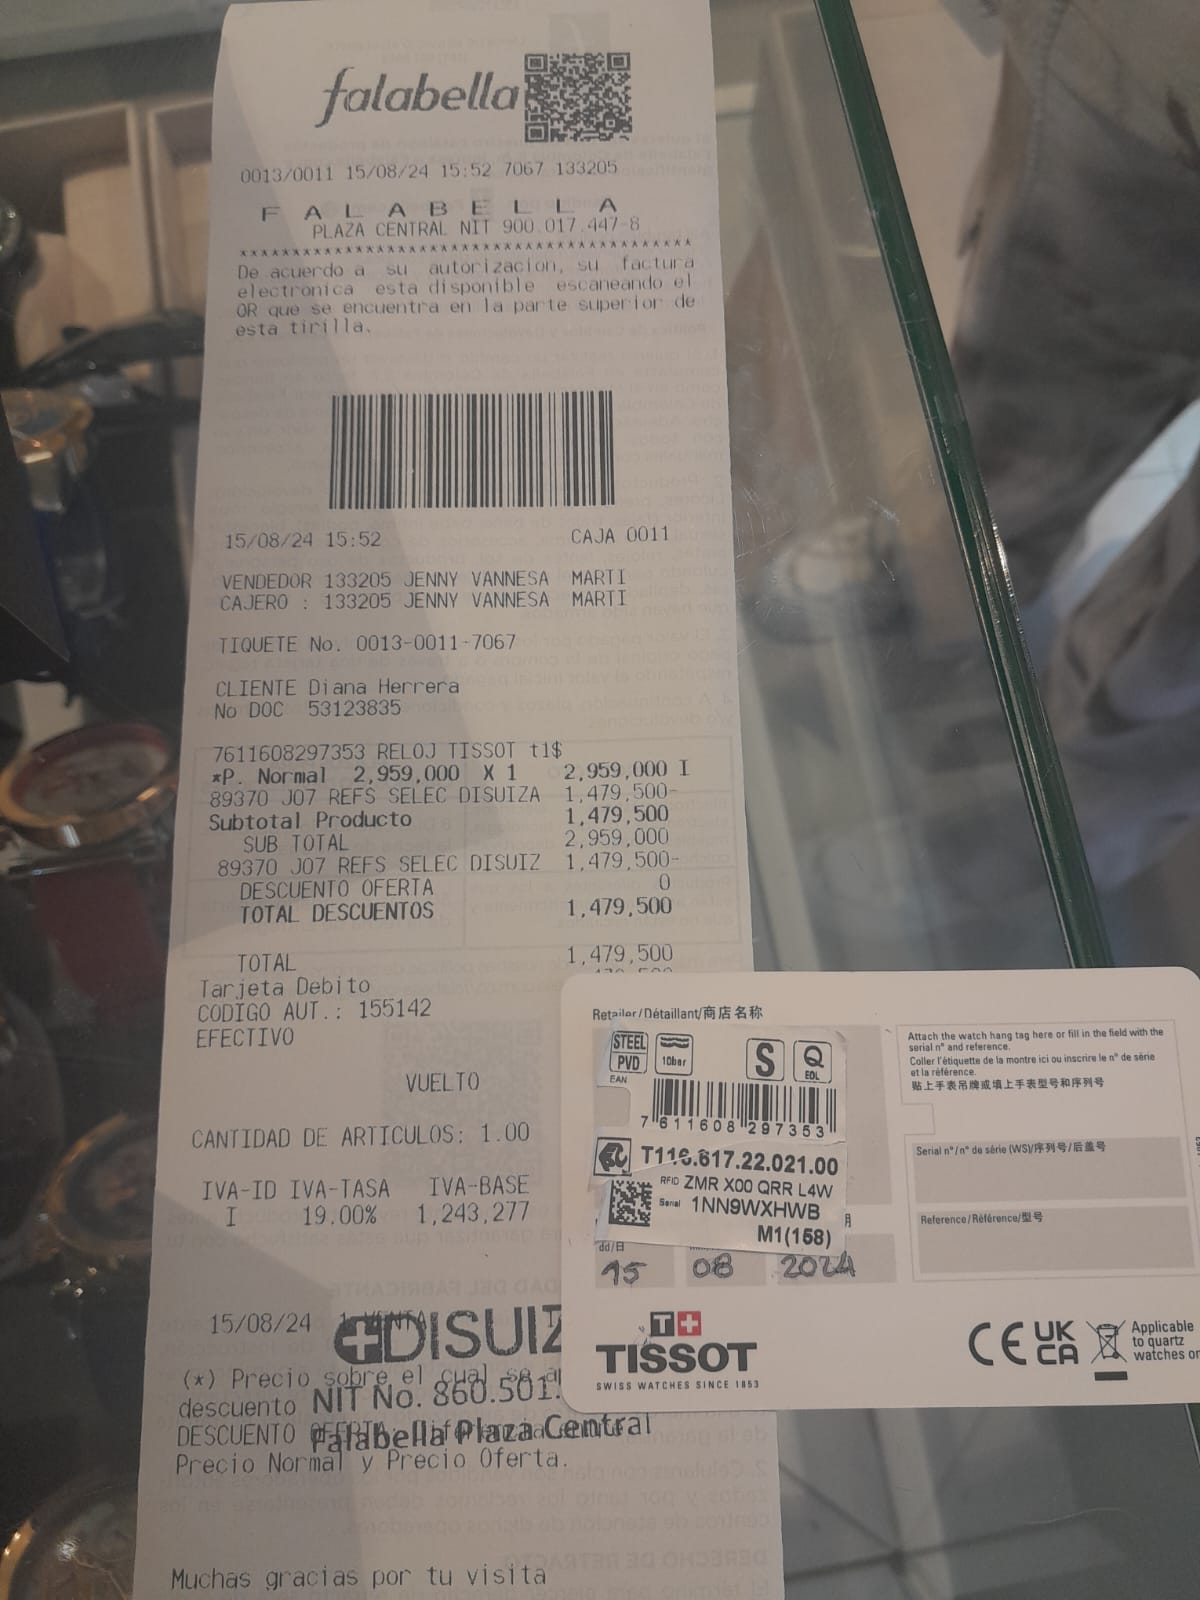 falabella
0013/0011 15/08/24 15:52 7067 133205
F A L A B E L L A
PLAZA CENTRAL NIT 900.017.447-8
******************************************
De acuerdo a su autorizacion, su factura
electronica esta disponible escaneando el
QR que se encuentra en la parte superior de
esta tirilla.
15/08/24 15:52 CAJA 0011
VENDEDOR 133205 JENNY VANNESA MARTI
CAJERO : 133205 JENNY VANNESA MARTI
TIQUETE No. 0013-0011-7067
CLIENTE Diana Herrera
No DOC 53123835
7611608297353 RELOJ TISSOT t1$
*P. Normal 2,959,000 X 1 2,959,000 I
89370 J07 REFS SELEC DISUIZA 1,479,500-
Subtotal Producto 1,479,500
SUB TOTAL 2,959,000
89370 J07 REFS SELEC DISUIZ 1,479,500-
DESCUENTO OFERTA 0
TOTAL DESCUENTOS 1,479,500
TOTAL 1,479,500
Tarjeta Debito
CODIGO AUT.: 155142
EFECTIVO
VUELTO
CANTIDAD DE ARTICULOS: 1.00
IVA-ID IVA-TASA IVA-BASE
I 19.00% 1,243,277
15/08/24 1 VENTA
DISUIZ
(*) Precio sobre el cual se ap
descuento
NIT No. 860.501.
DESCUENTO OFERTA:
Falabella Plaza Central
Precio Normal y Precio Oferta.
Muchas gracias por tu visita
Retailer/Détaillant/商店名称
STEEL
PVD
10bar
S
Q
EOL
EAN
7 611608 297353
T116.617.22.021.00
RFID ZMR X00 QRR L4W
Serial 1NN9WXHWB
M1(158)
dd/日
15 08 2024
T+
TISSOT
SWISS WATCHES SINCE 1853
Attach the watch hang tag here or fill in the field with the
serial n° and reference.
Coller l'étiquette de la montre ici ou inscrire le n° de série
et la référence.
贴上手表吊牌或填上手表型号和序列号
Serial n°/n° de série (WS)/序列号/后盖号
Reference/Référence/型号
CE UK
CA
Applicable
to quartz
watches on